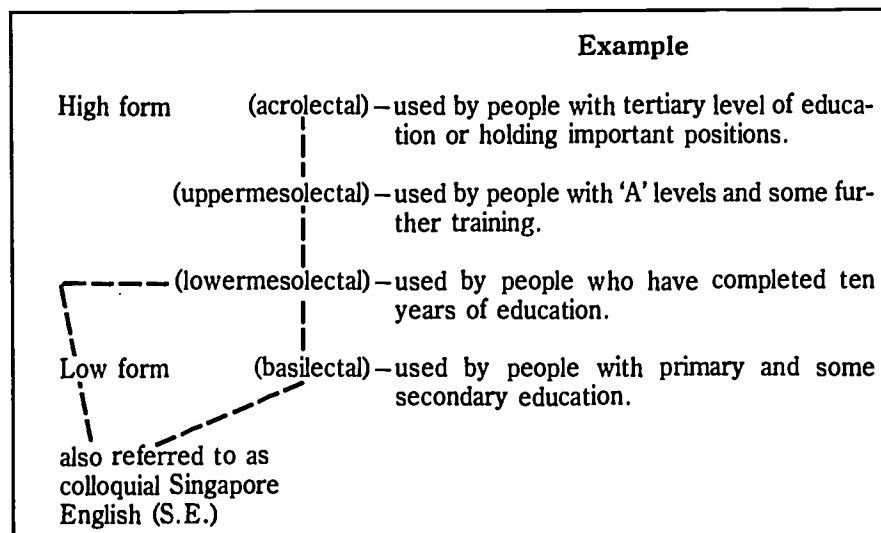 Example
High form (acrolectal) – used by people with tertiary level of educa-
tion or holding important positions.
(uppermesolectal) – used by people with 'A' levels and some fur-
ther training.
(lowermesolectal) – used by people who have completed ten
years of education.
Low form (basilectal) – used by people with primary and some
secondary education.
also referred to as
colloquial Singapore
English (S.E.)